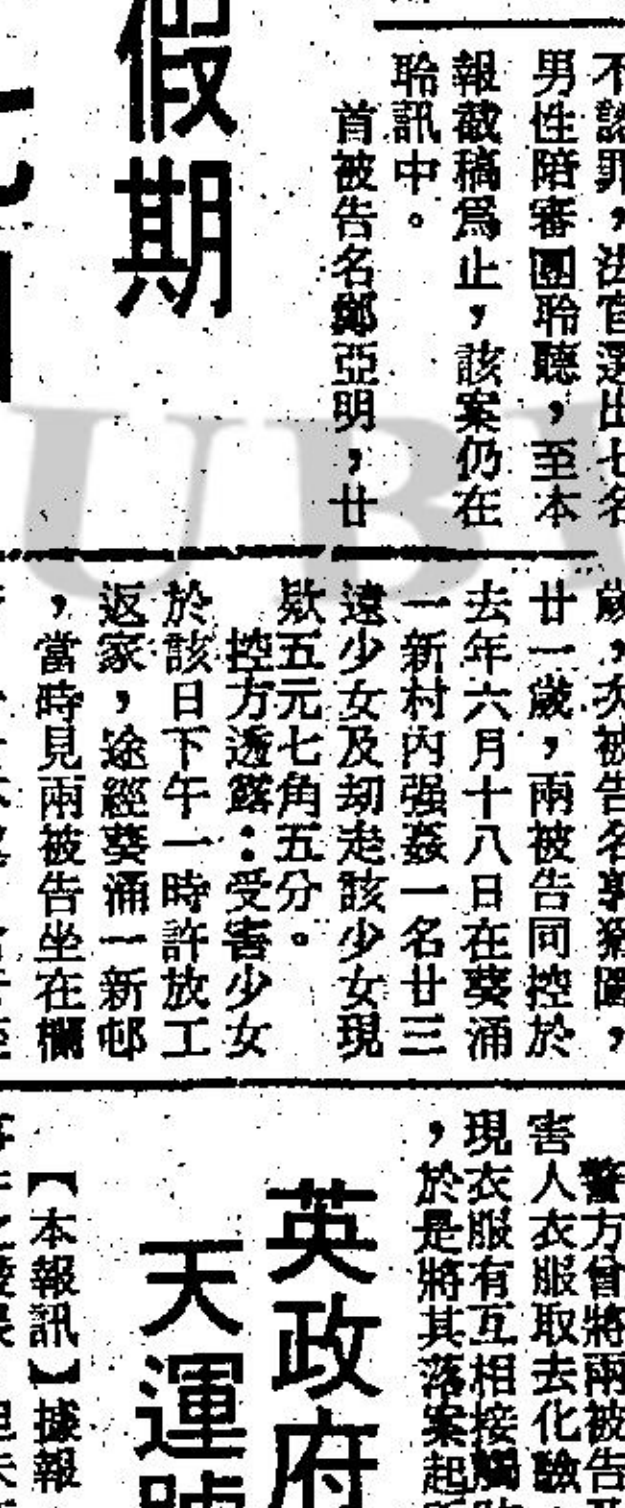 不認罪，法官選出七名
男性陪審團聆聽，至本
報截稿爲止，該案仍在
聆訊中。
首被告名鄭亞明，廿
假期
歲，次被告名
廿一歲，兩被告同控於
去年六月十八日在葵涌
一新村內强姦一名廿三
遠少女及刧走該少女現
欵五元七角五分。
控方透露：受害少女
於該日下午一時許放工
返家，途經葵涌一新邨
，當時見兩被告坐在欄
警方曾將兩被告
害人衣服取去化驗
現衣服有互相接觸
，於是將其落案起
英政府
天運號
【本報訊】據報
UB